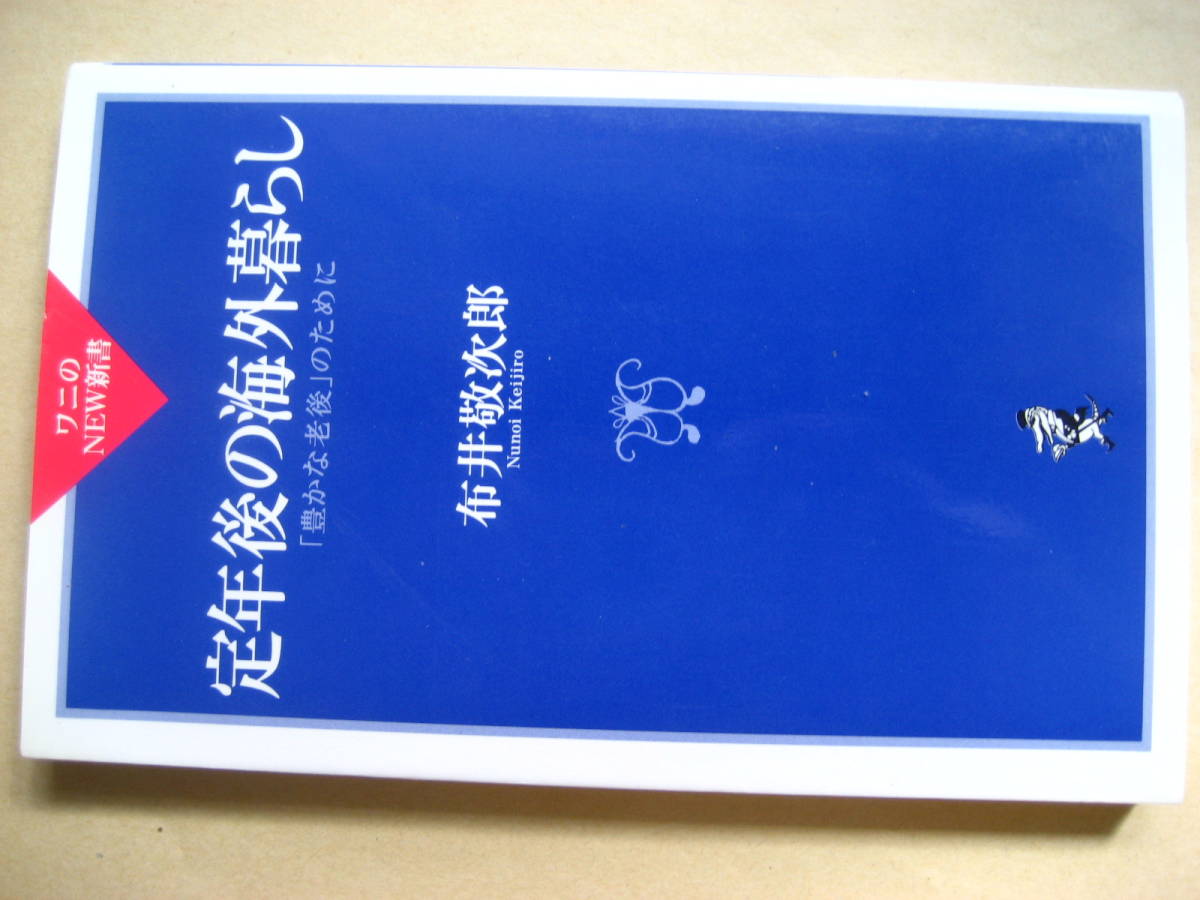 ワニの
NEW新書
定年後の海外暮らし
「豊かな老後」のために
布井敬次郎
Nunoi Keijiro